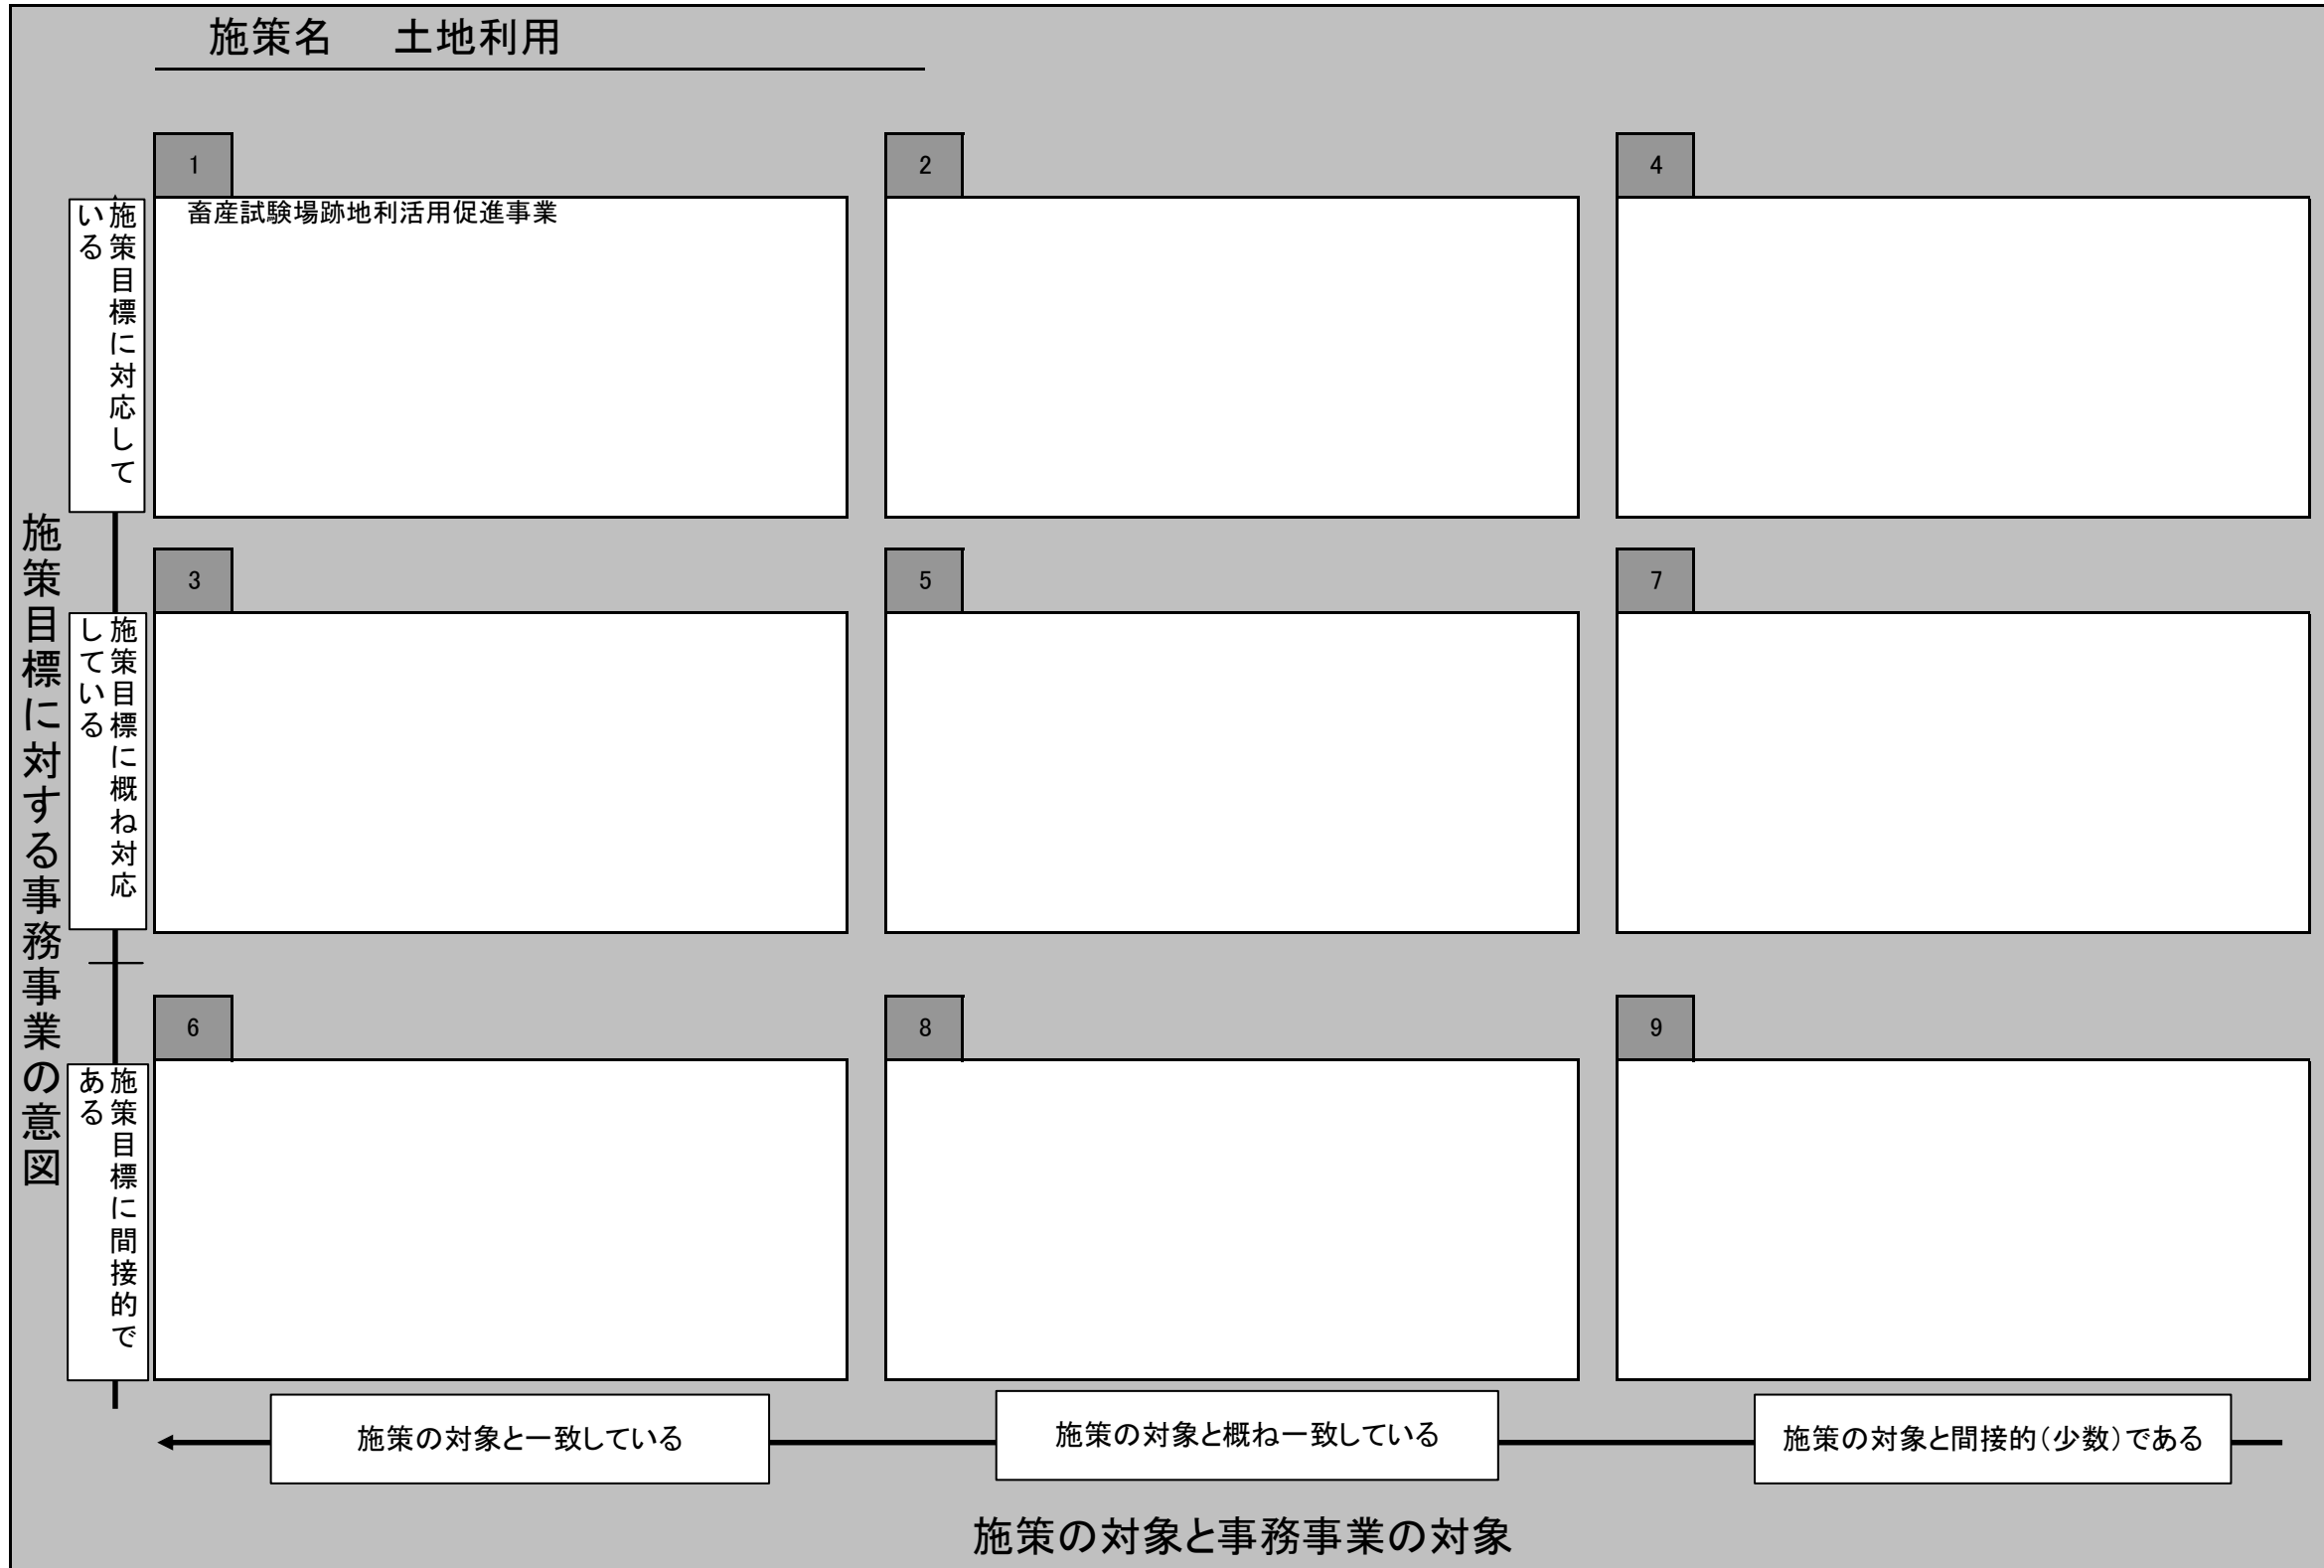 施策名　土地利用
1
2
4
畜産試験場跡地利活用促進事業
施策目標に対応して
いる
3
5
7
施策目標に概ね対応
している
施策目標に対する事務事業の意図
6
8
9
施策目標に間接的で
ある
施策の対象と一致している
施策の対象と概ね一致している
施策の対象と間接的(少数)である
施策の対象と事務事業の対象